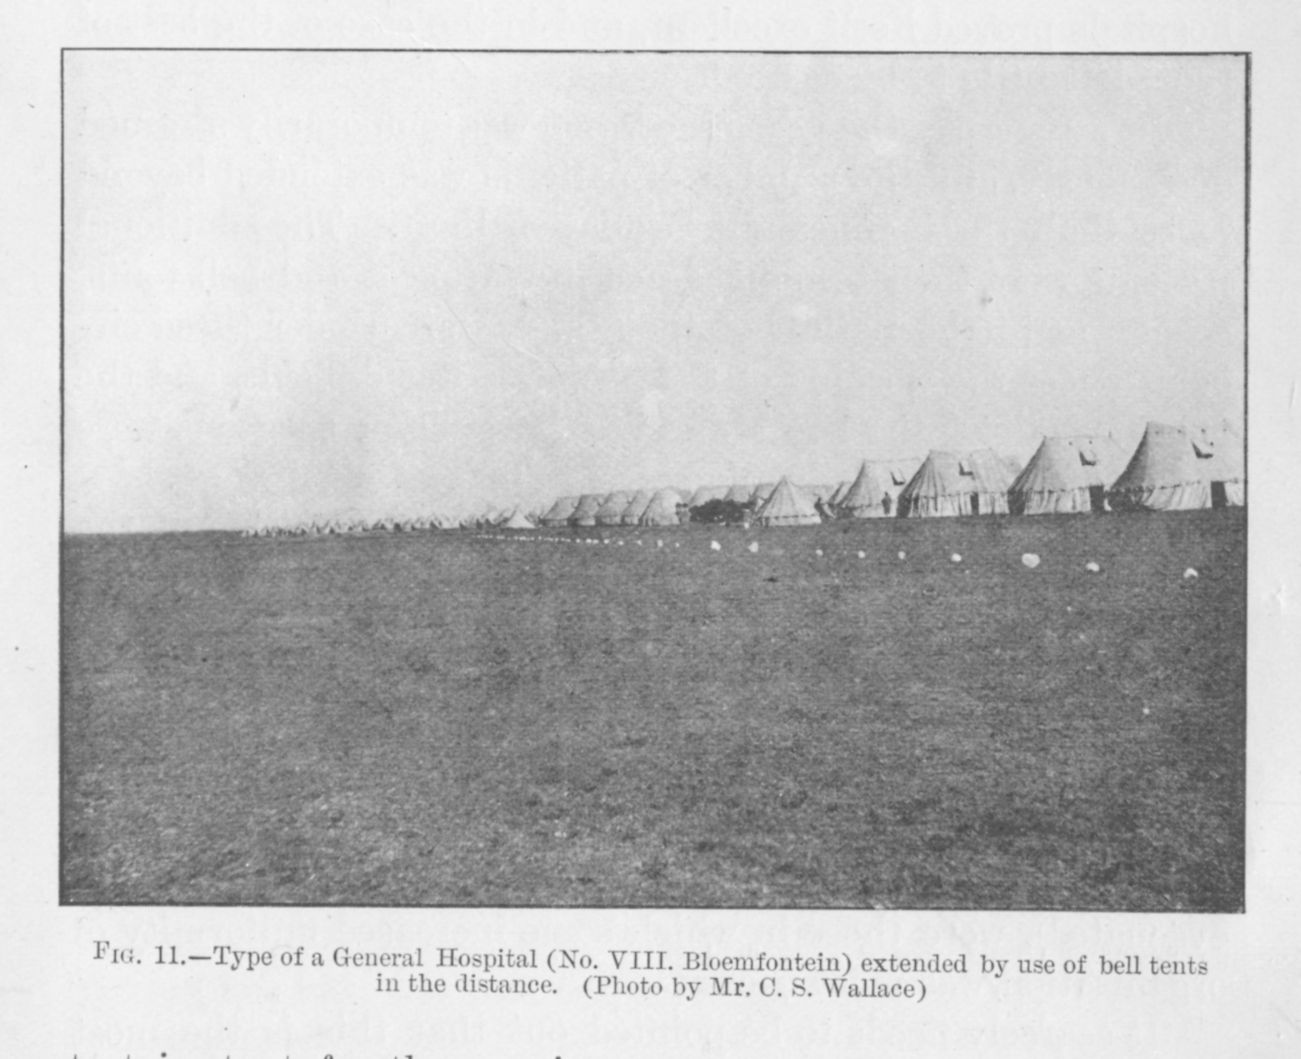 FIG. 11.—Type of a General Hospital (No. VIII. Bloemfontein) extended by use of bell tents
in the distance. (Photo by Mr. C. S. Wallace)